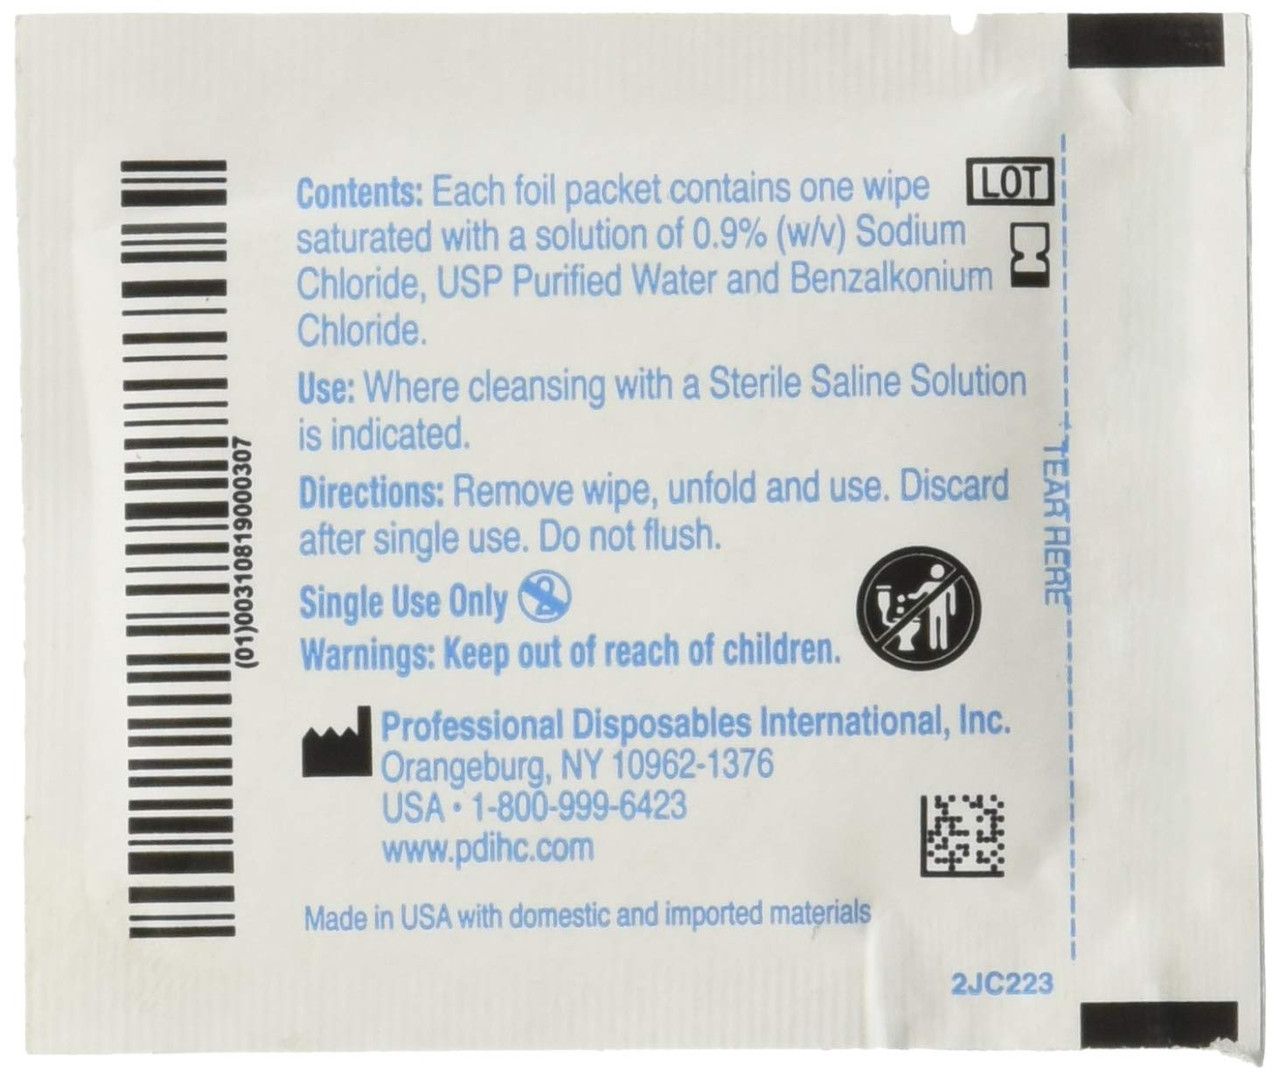 Contents: Each foil packet contains one wipe
saturated with a solution of 0.9% (w/v) Sodium
Chloride, USP Purified Water and Benzalkonium
Chloride.
LOT
Use: Where cleansing with a Sterile Saline Solution
is indicated.
Directions: Remove wipe, unfold and use. Discard
after single use. Do not flush.
Single Use Only 2
Warnings: Keep out of reach of children.
Professional Disposables International, Inc.
Orangeburg, NY 10962-1376
USA • 1-800-999-6423
www.pdihc.com
Made in USA with domestic and imported materials
2JC223
(01)00310819000307
TEAR HERE